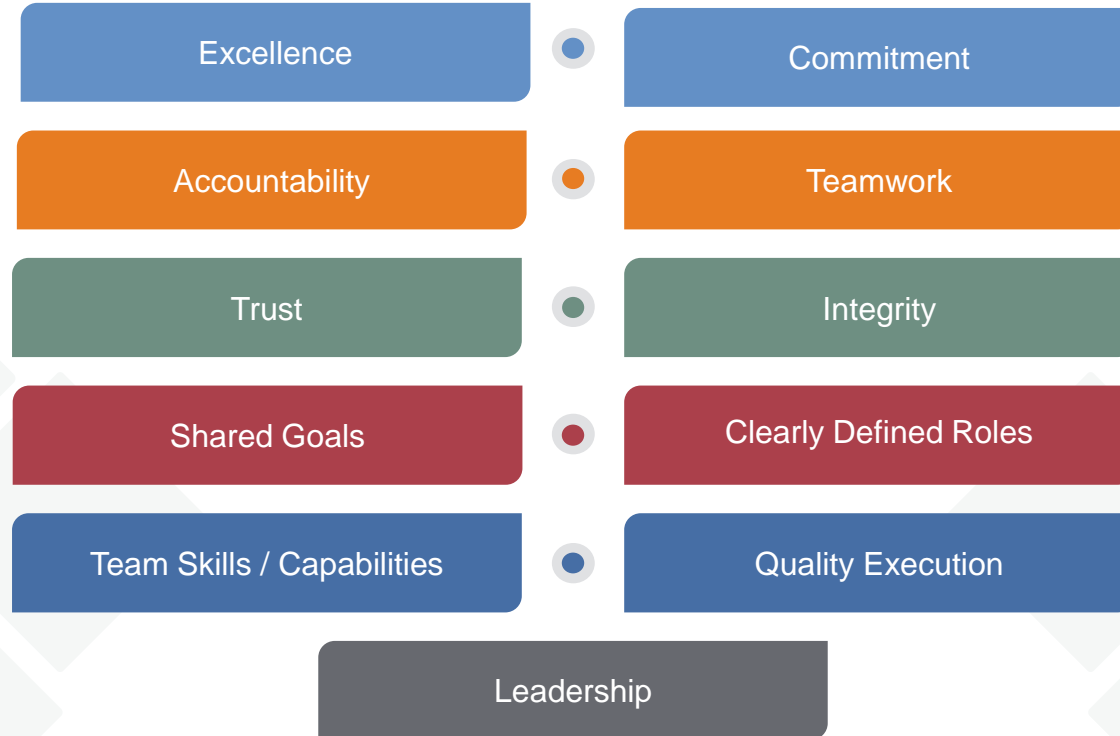 Excellence
Commitment
Accountability
Teamwork
Trust
Integrity
Shared Goals
Clearly Defined Roles
Team Skills / Capabilities
Quality Execution
Leadership